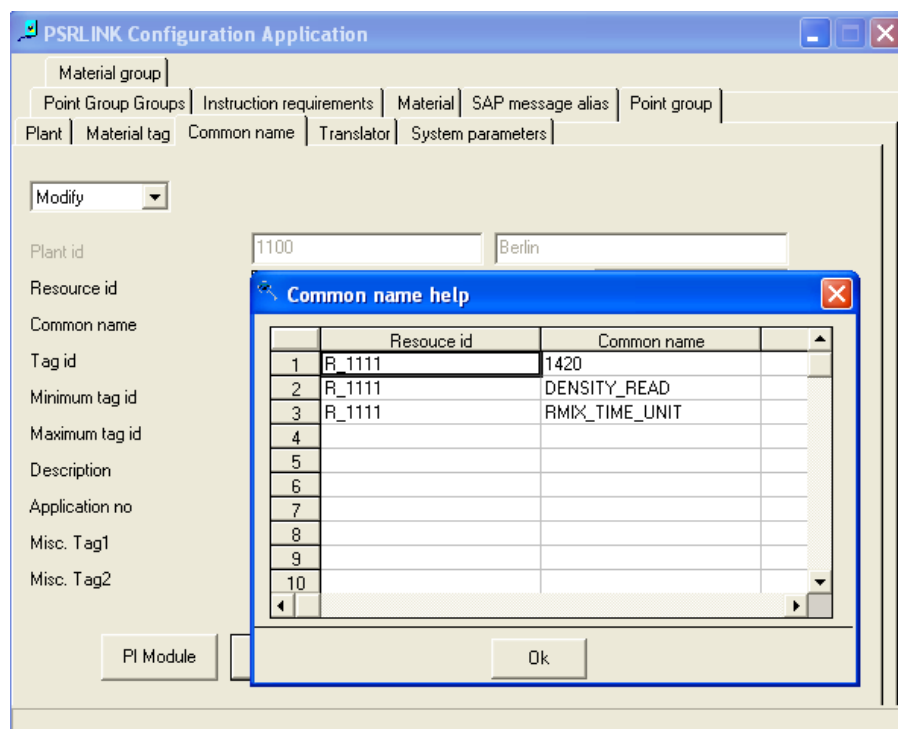 PSRLINK Configuration Application
Material group
Point Group Groups Instruction requirements Material SAP message alias Point group
Plant Material tag Common name Translator System parameters
Modify
Plant id 1100 Berlin
Resource id
Common name help
Common name
Resouce id Common name
Tag id
1 R_1111 1420
2 R_1111 DENSITY_READ
Minimum tag id
3 R_1111 RMIX_TIME_UNIT
Maximum tag id
4
5
Description
6
Application no
7
8
Misc. Tag1
9
Misc. Tag2
10
PI Module
Ok